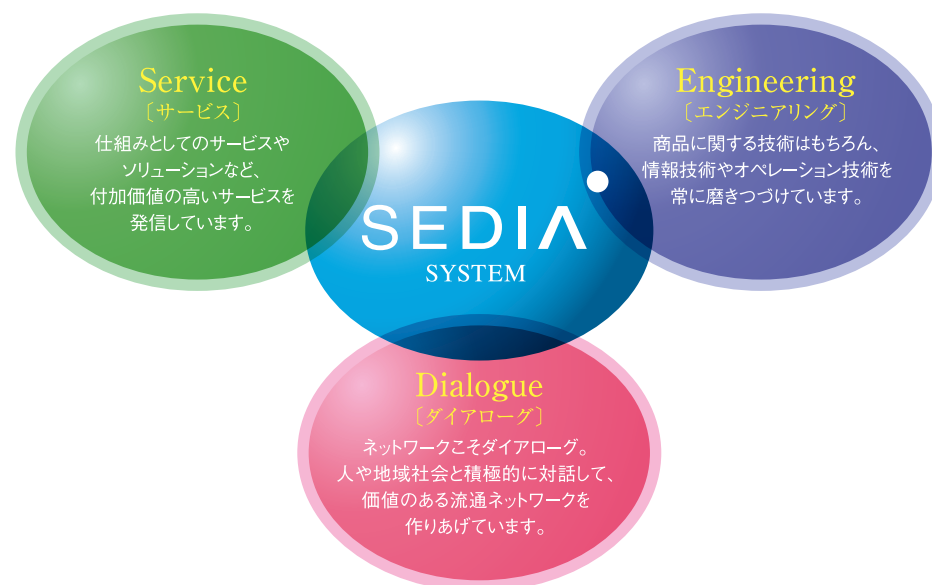 Service
〔サービス〕
仕組みとしてのサービスや
ソリューションなど、
付加価値の高いサービスを
発信しています。
Engineering
〔エンジニアリング〕
商品に関する技術はもちろん、
情報技術やオペレーション技術を
常に磨きつづけています。
SEDIA
SYSTEM
Dialogue
〔ダイアローグ〕
ネットワークこそダイアローグ。
人や地域社会と積極的に対話して、
価値のある流通ネットワークを
作りあげています。